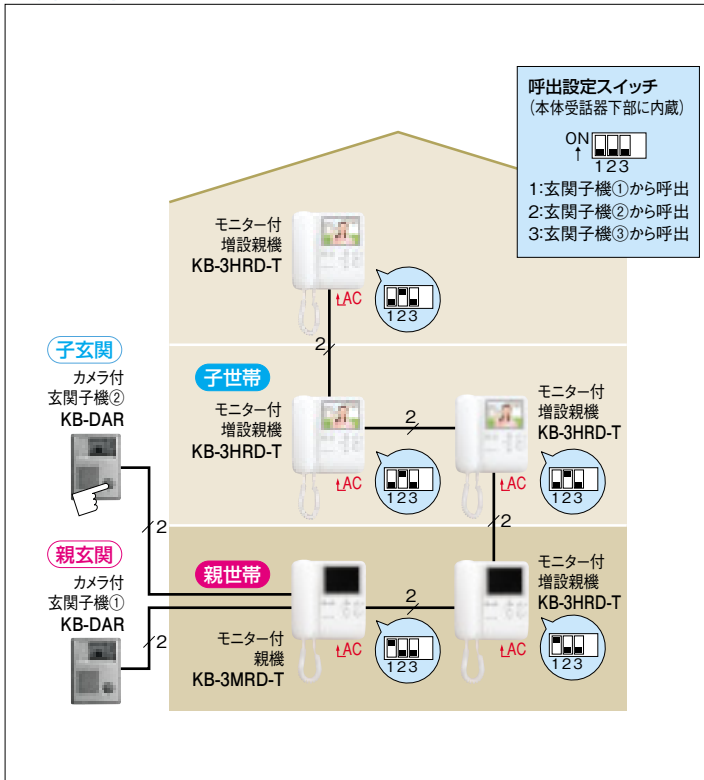 呼出設定スイッチ
(本体受話器下部に内蔵)
ON
↑
123
1:玄関子機①から呼出
2:玄関子機②から呼出
3:玄関子機③から呼出
モニター付
増設親機
KB-3HRD-T
AC
123
2
子玄関
カメラ付
玄関子機②
KB-DAR
2
子世帯
モニター付
増設親機
KB-3HRD-T
AC
123
2
モニター付
増設親機
KB-3HRD-T
AC
123
2
親玄関
カメラ付
玄関子機①
KB-DAR
2
親世帯
モニター付
親機
KB-3MRD-T
AC
123
2
モニター付
増設親機
KB-3HRD-T
AC
123